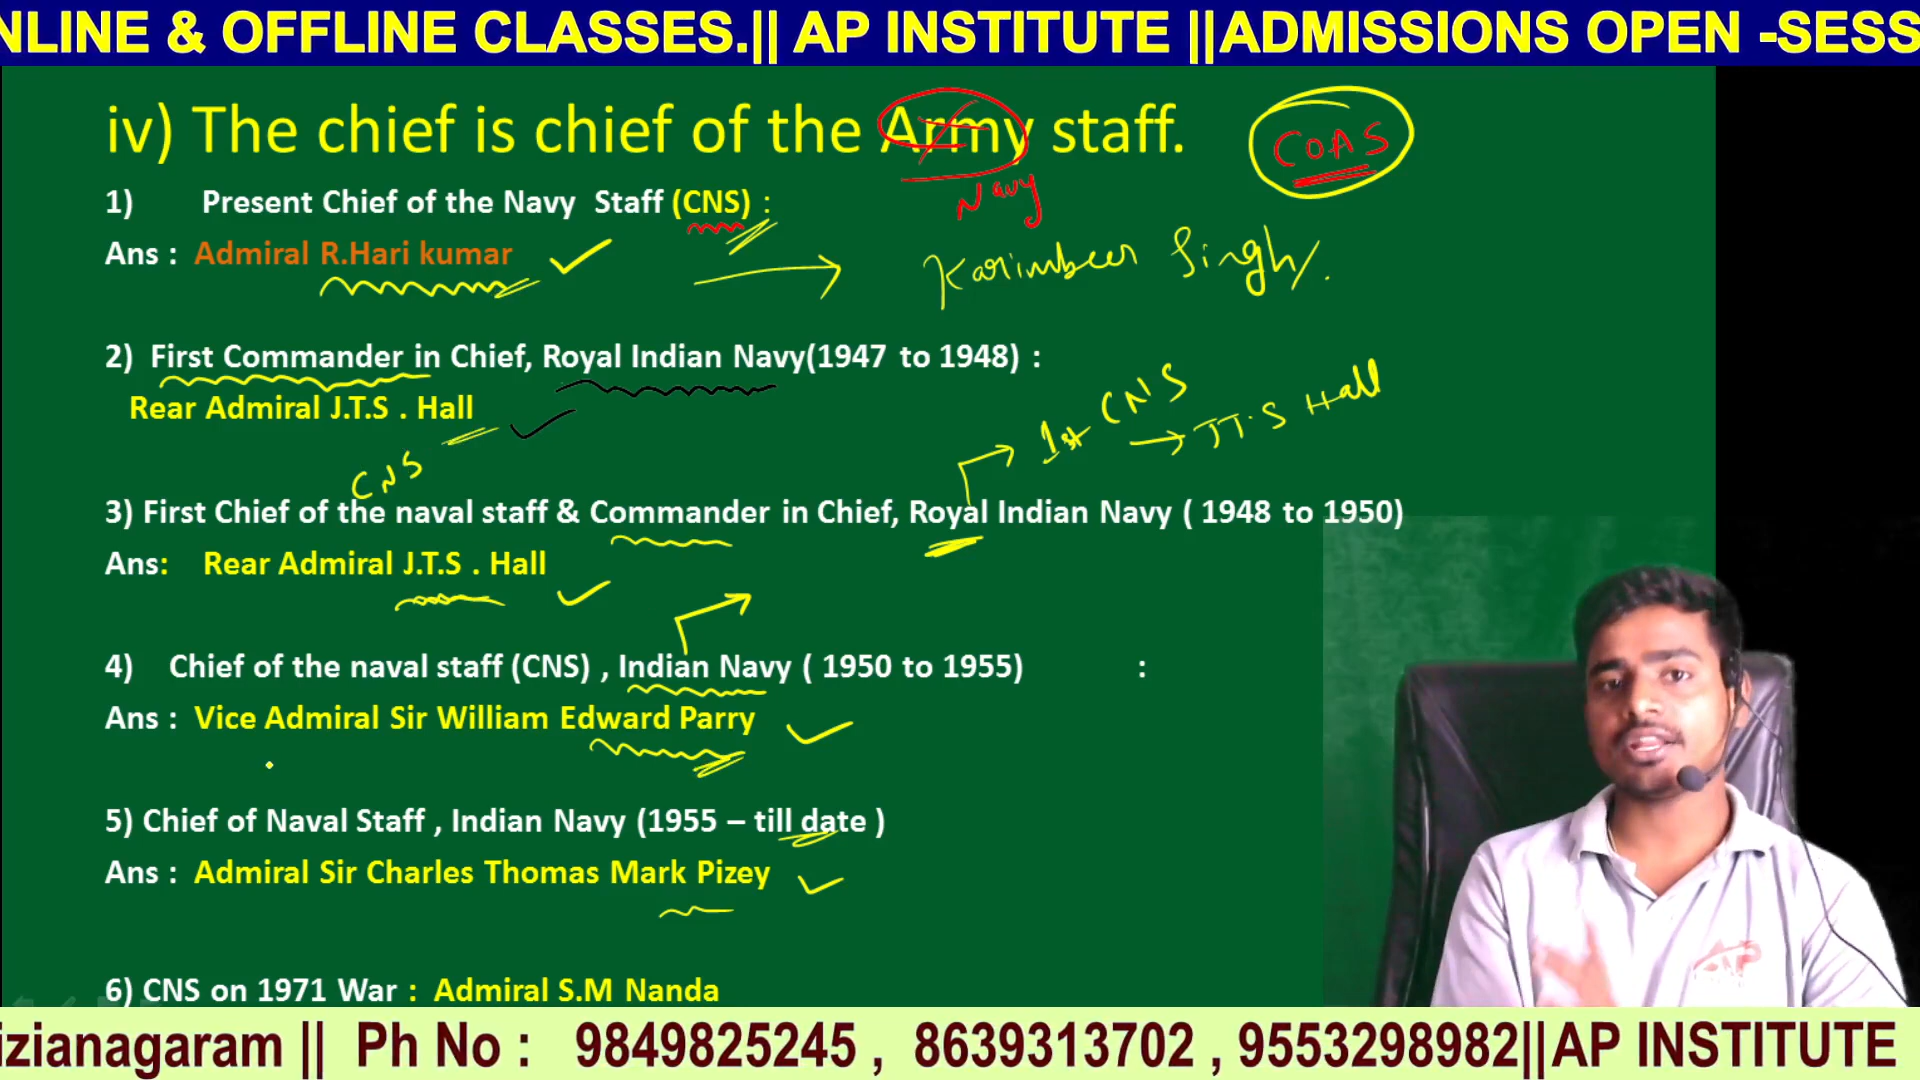 NLINE & OFFLINE CLASSES.|| AP INSTITUTE ||ADMISSIONS OPEN -SESS
iv) The chief is chief of the Army staff.
COAS
Navy
1) Present Chief of the Navy Staff (CNS) :
Ans : Admiral R.Hari kumar
Karimbeer Singh
2) First Commander in Chief, Royal Indian Navy(1947 to 1948) :
Rear Admiral J.T.S . Hall
1st CNS
JT.S Hall
CNS
3) First Chief of the naval staff & Commander in Chief, Royal Indian Navy ( 1948 to 1950)
Ans: Rear Admiral J.T.S . Hall
4) Chief of the naval staff (CNS) , Indian Navy ( 1950 to 1955) :
Ans : Vice Admiral Sir William Edward Parry
5) Chief of Naval Staff , Indian Navy (1955 – till date )
Ans : Admiral Sir Charles Thomas Mark Pizey
6) CNS on 1971 War : Admiral S.M Nanda
izianagaram || Ph No : 9849825245 , 8639313702 , 9553298982||AP INSTITUTE